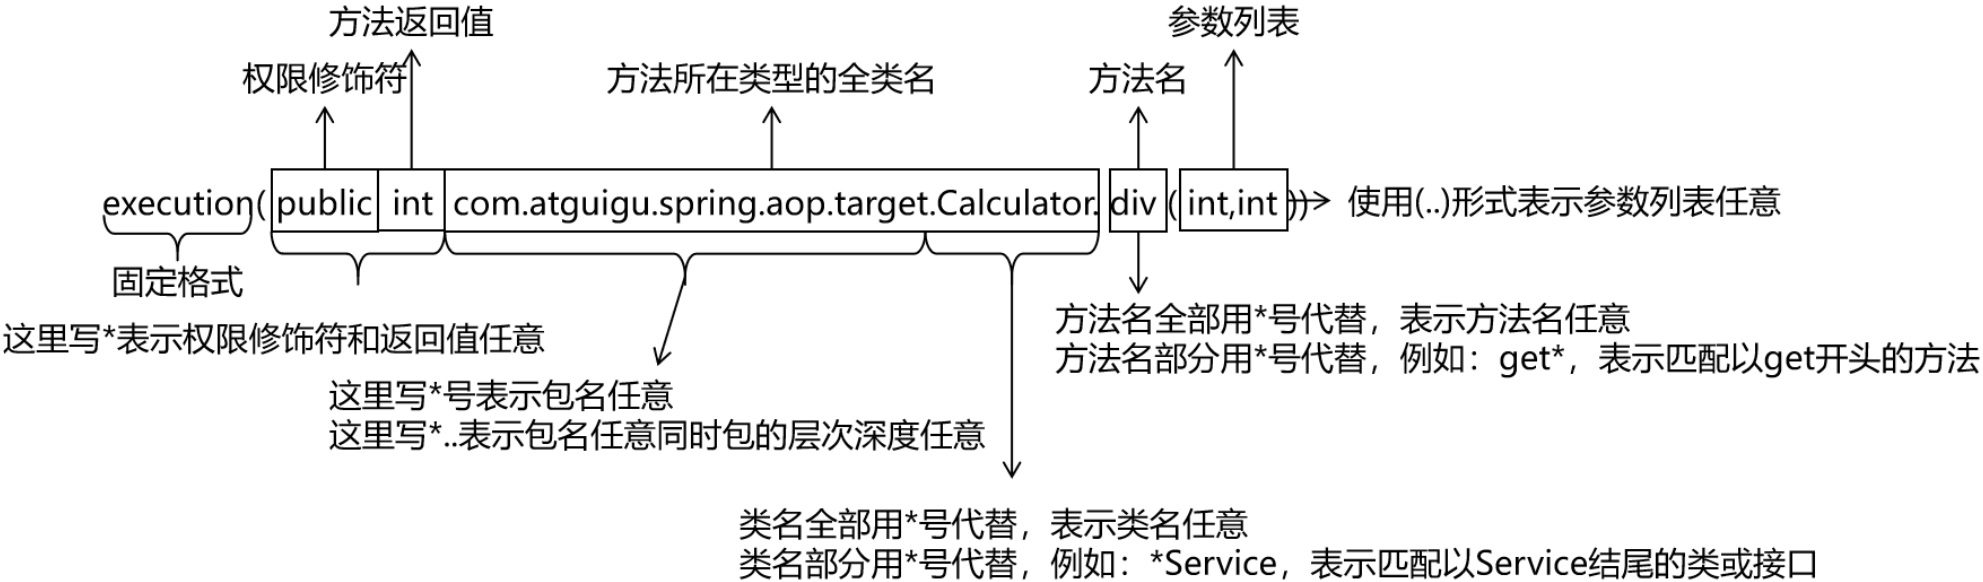 方法返回值
参数列表
权限修饰符
方法所在类型的全类名
方法名
execution(public int com.atguigu.spring.aop.target.Calculator.div(int,int)) 使用(..)形式表示参数列表任意
固定格式
这里写*表示权限修饰符和返回值任意
方法名全部用*号代替，表示方法名任意
方法名部分用*号代替，例如：get*，表示匹配以get开头的方法
这里写*号表示包名任意
这里写*..表示包名任意同时包的层次深度任意
类名全部用*号代替，表示类名任意
类名部分用*号代替，例如：*Service，表示匹配以Service结尾的类或接口